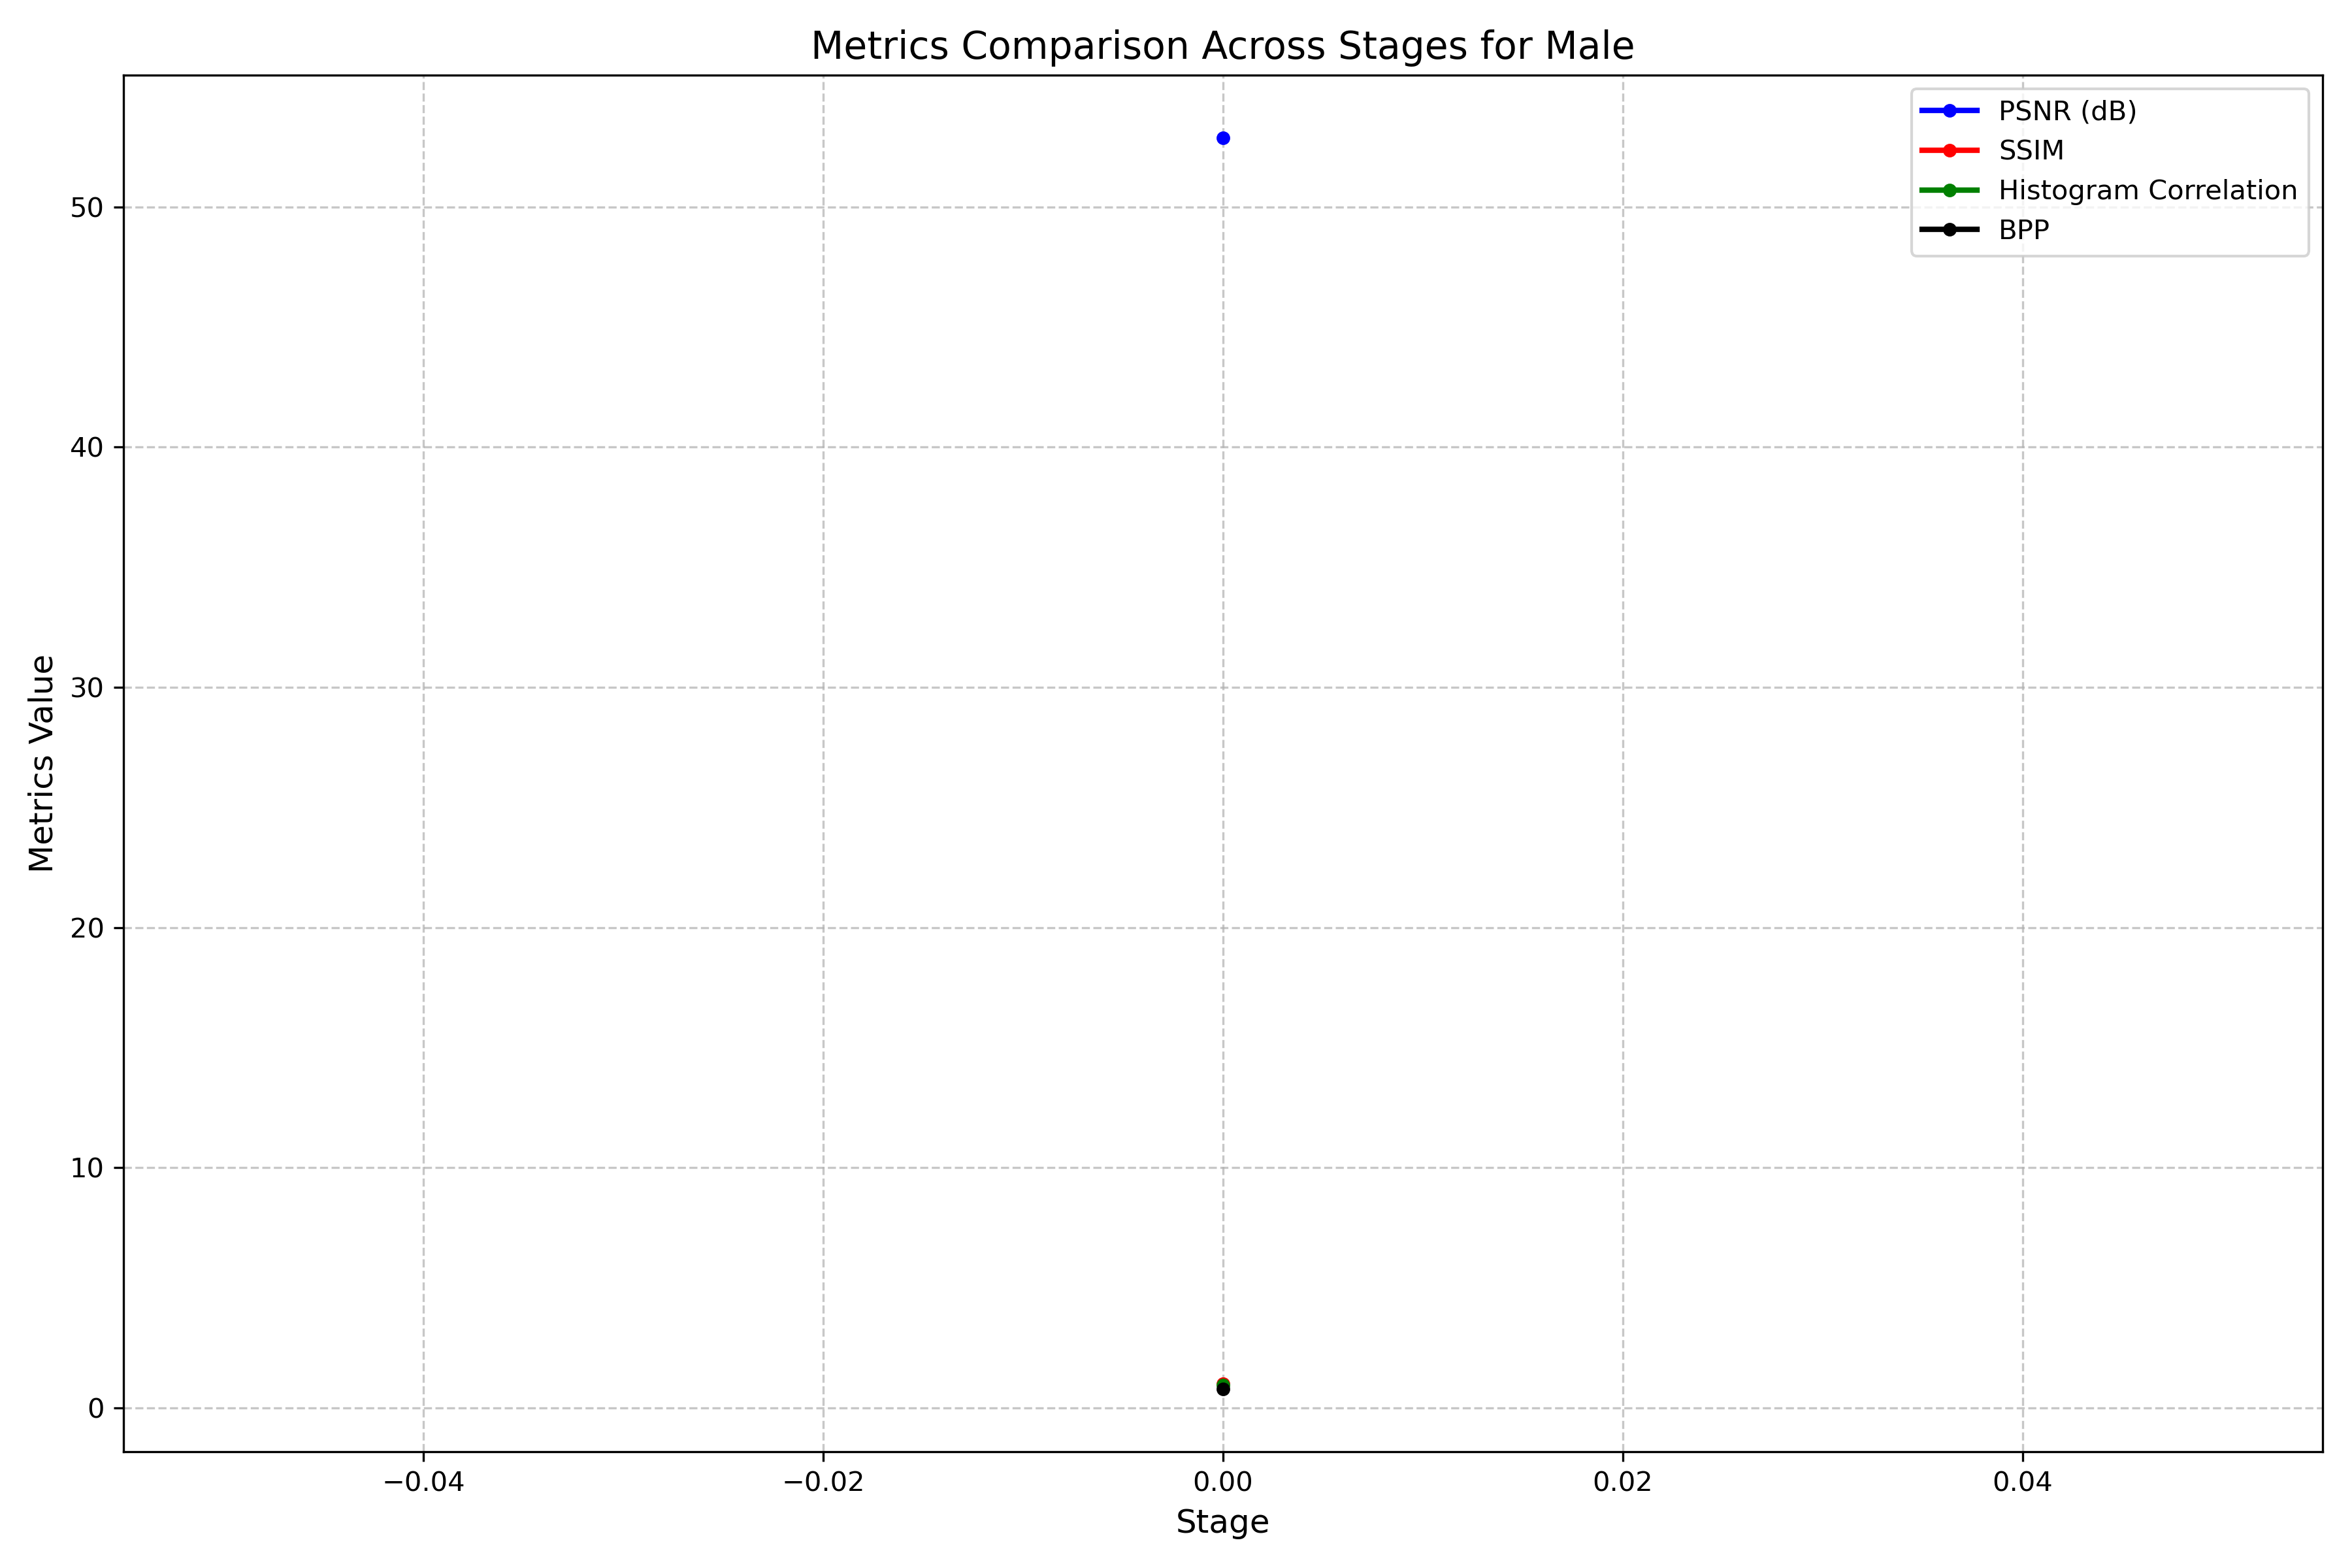 Metrics Comparison Across Stages for Male
PSNR (dB)
SSIM
Histogram Correlation
BPP
Metrics Value
50
40
30
20
10
0
−0.04
−0.02
0.00
0.02
0.04
Stage